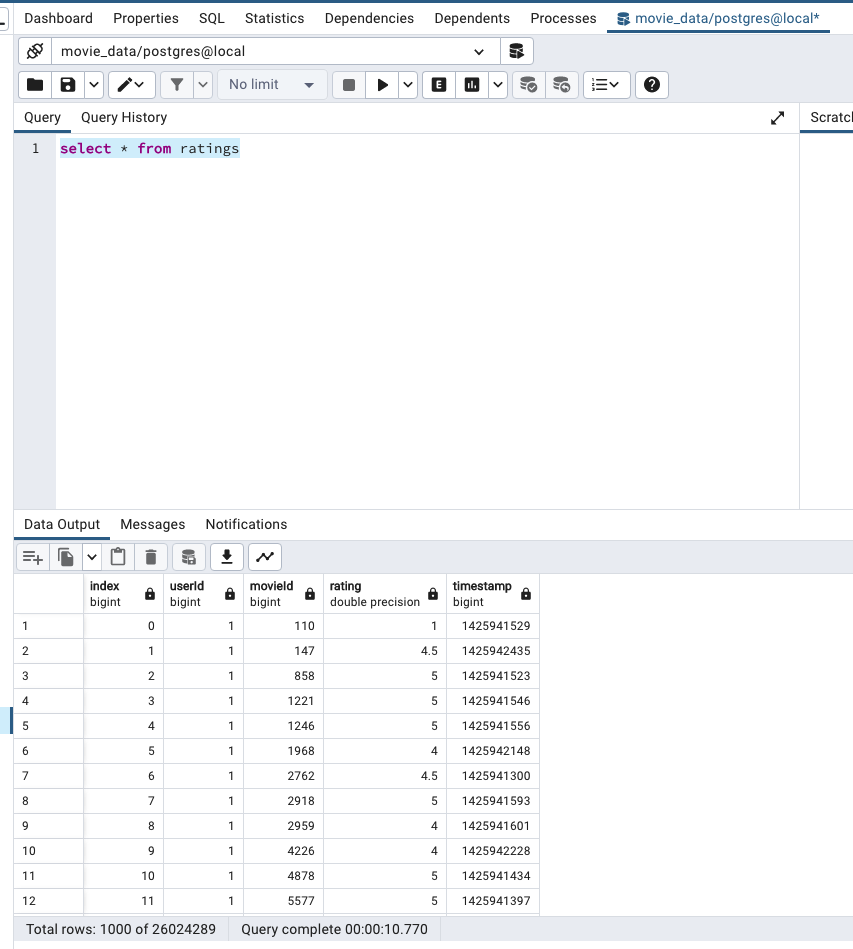 Dashboard Properties SQL Statistics Dependencies Dependents Processes movie_data/postgres@local*
movie_data/postgres@local
No limit E
Query Query History Scratch
1 select * from ratings
Data Output Messages Notifications
index userId movieId rating timestamp
bigint bigint bigint double precision bigint
1 0 1 110 1 1425941529
2 1 1 147 4.5 1425942435
3 2 1 858 5 1425941523
4 3 1 1221 5 1425941546
5 4 1 1246 5 1425941556
6 5 1 1968 4 1425942148
7 6 1 2762 4.5 1425941300
8 7 1 2918 5 1425941593
9 8 1 2959 4 1425941601
10 9 1 4226 4 1425942228
11 10 1 4878 5 1425941434
12 11 1 5577 5 1425941397
Total rows: 1000 of 26024289 Query complete 00:00:10.770